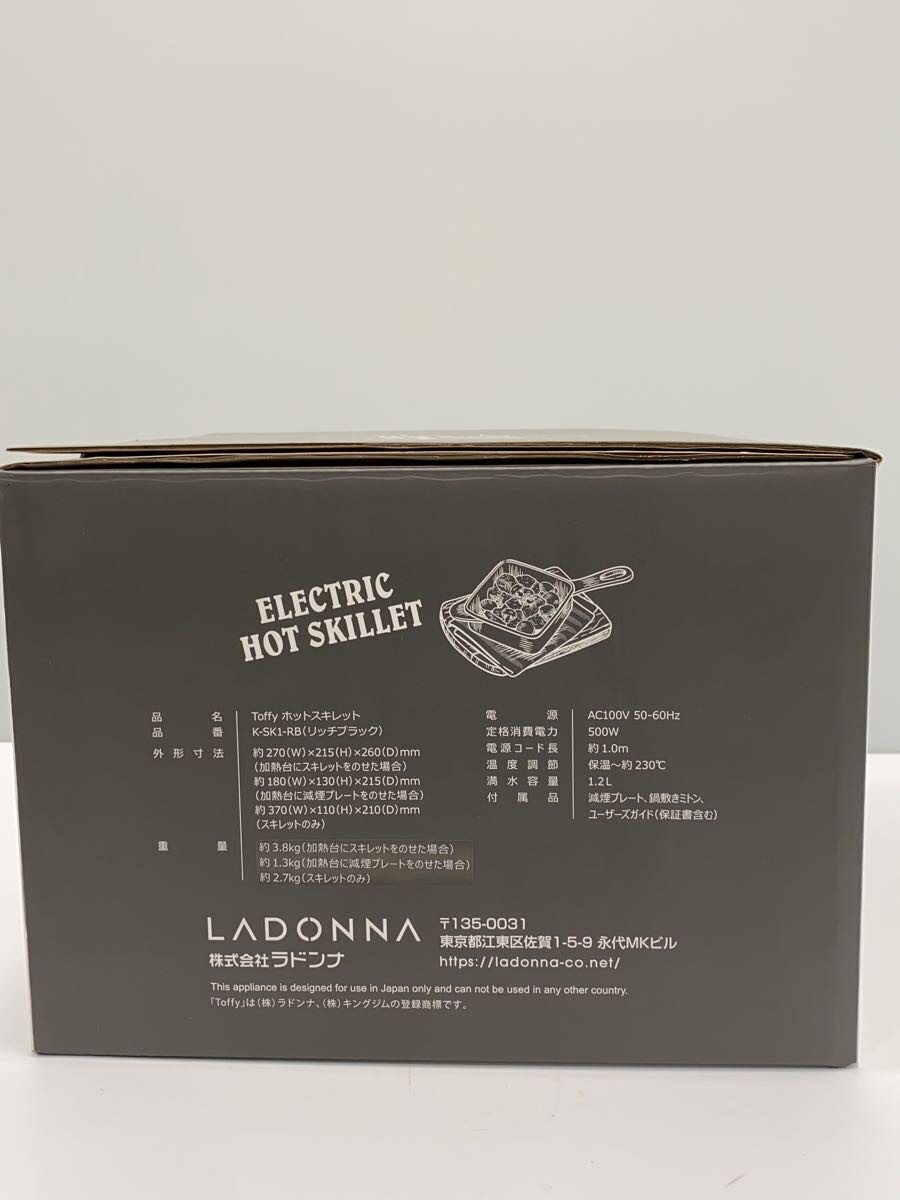 ELECTRIC
HOT SKILLET
品名 Toffy ホットスキレット
品番 K-SK1-RB(リッチブラック)
外形寸法 約270(W)×215(H)×260(D)mm
(加熱台にスキレットをのせた場合)
約180(W)×130(H)×215(D)mm
(加熱台に減煙プレートをのせた場合)
約370(W)×110(H)×210(D)mm
(スキレットのみ)
重量 約3.8kg(加熱台にスキレットをのせた場合)
約1.3kg(加熱台に減煙プレートをのせた場合)
約2.7kg(スキレットのみ)
電源 AC100V 50-60Hz
定格消費電力 500W
電源コード長 約1.0m
温度調節 保温～約230℃
満水容量 1.2L
付属品 減煙プレート、鍋敷きミトン、
ユーザーズガイド(保証書含む)
LADONNA
株式会社ラドンナ
〒135-0031
東京都江東区佐賀1-5-9 永代MKビル
https://ladonna-co.net/
This appliance is designed for use in Japan only and can not be used in any other country.
「Toffy」は(株)ラドンナ、(株)キングジムの登録商標です。